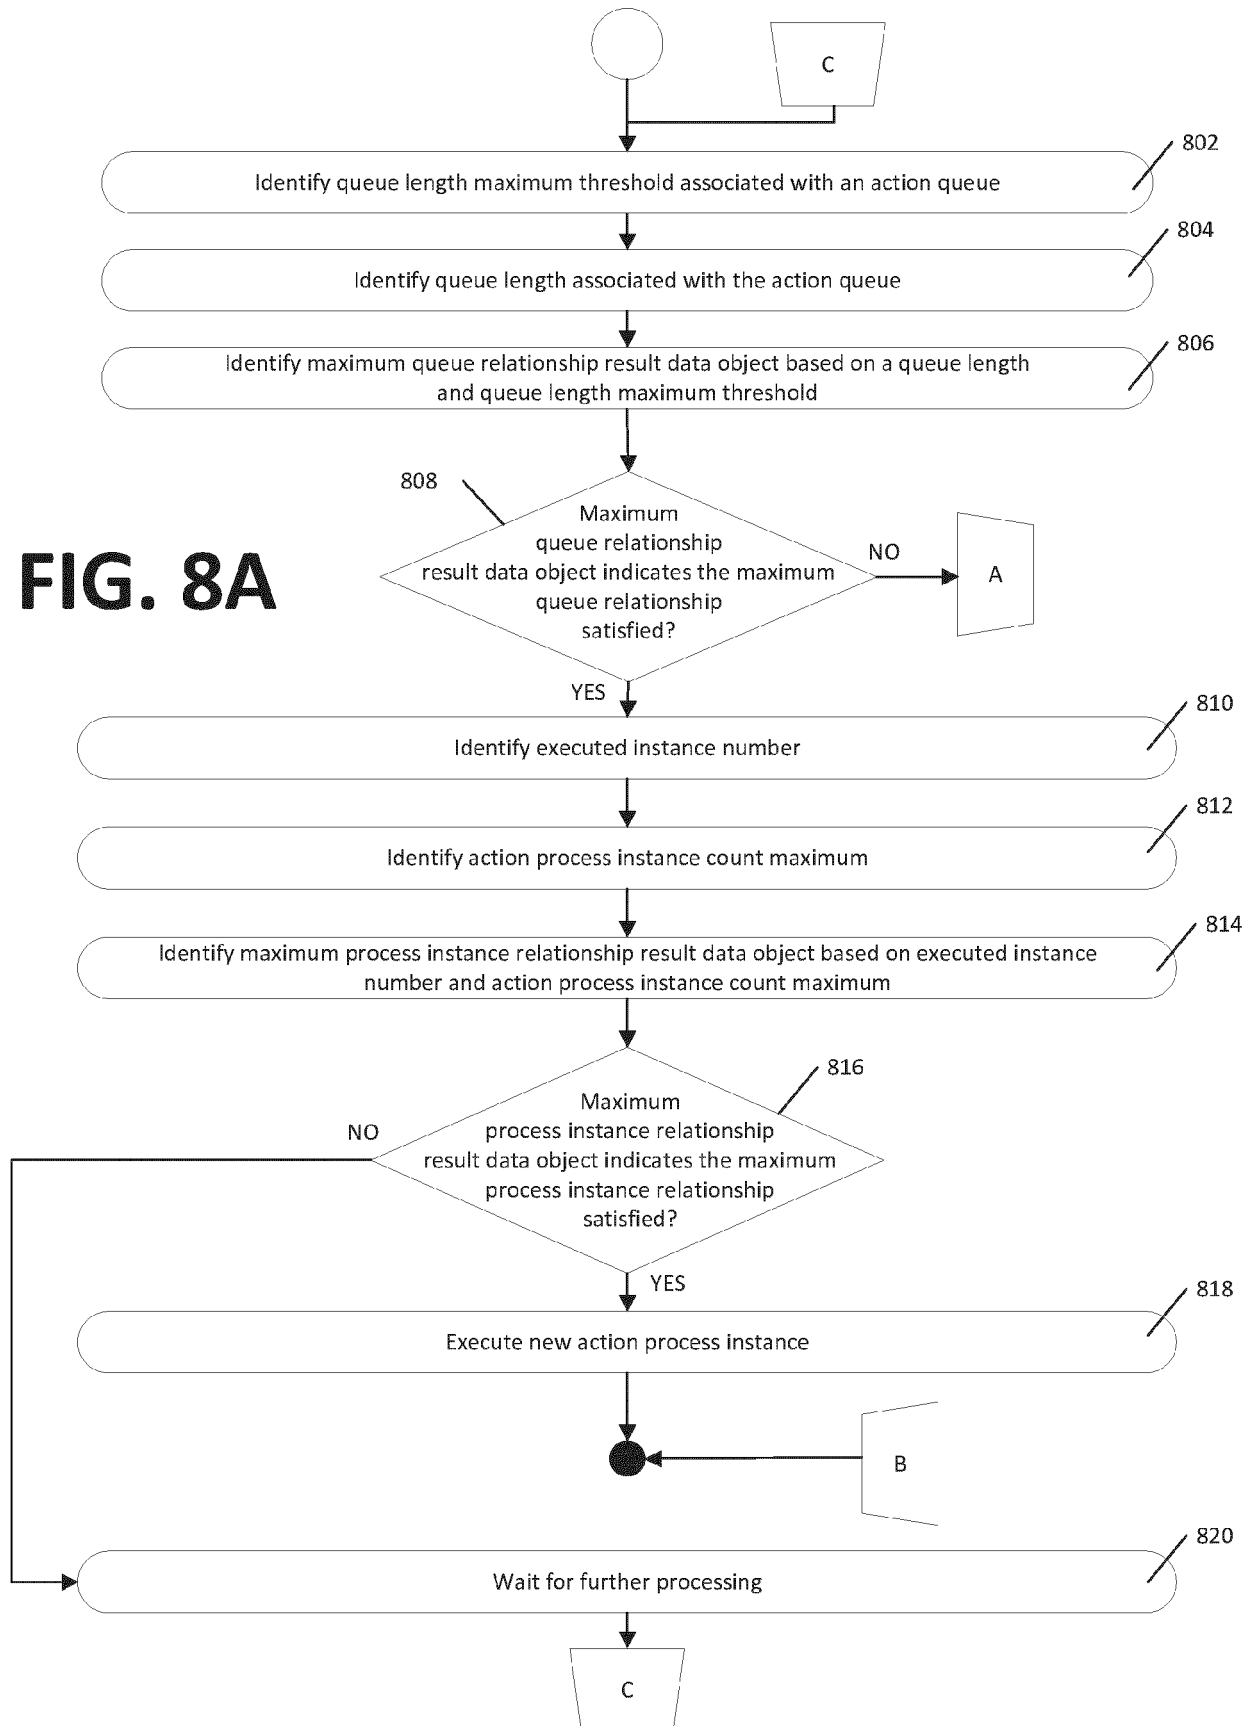 C
802
Identify queue length maximum threshold associated with an action queue
804
Identify queue length associated with the action queue
806
Identify maximum queue relationship result data object based on a queue length
and queue length maximum threshold
808
Maximum
queue relationship
result data object indicates the maximum
queue relationship
satisfied?
NO
A
FIG. 8A
YES
810
Identify executed instance number
812
Identify action process instance count maximum
814
Identify maximum process instance relationship result data object based on executed instance
number and action process instance count maximum
816
Maximum
process instance relationship
result data object indicates the maximum
process instance relationship
satisfied?
NO
YES
818
Execute new action process instance
B
820
Wait for further processing
C